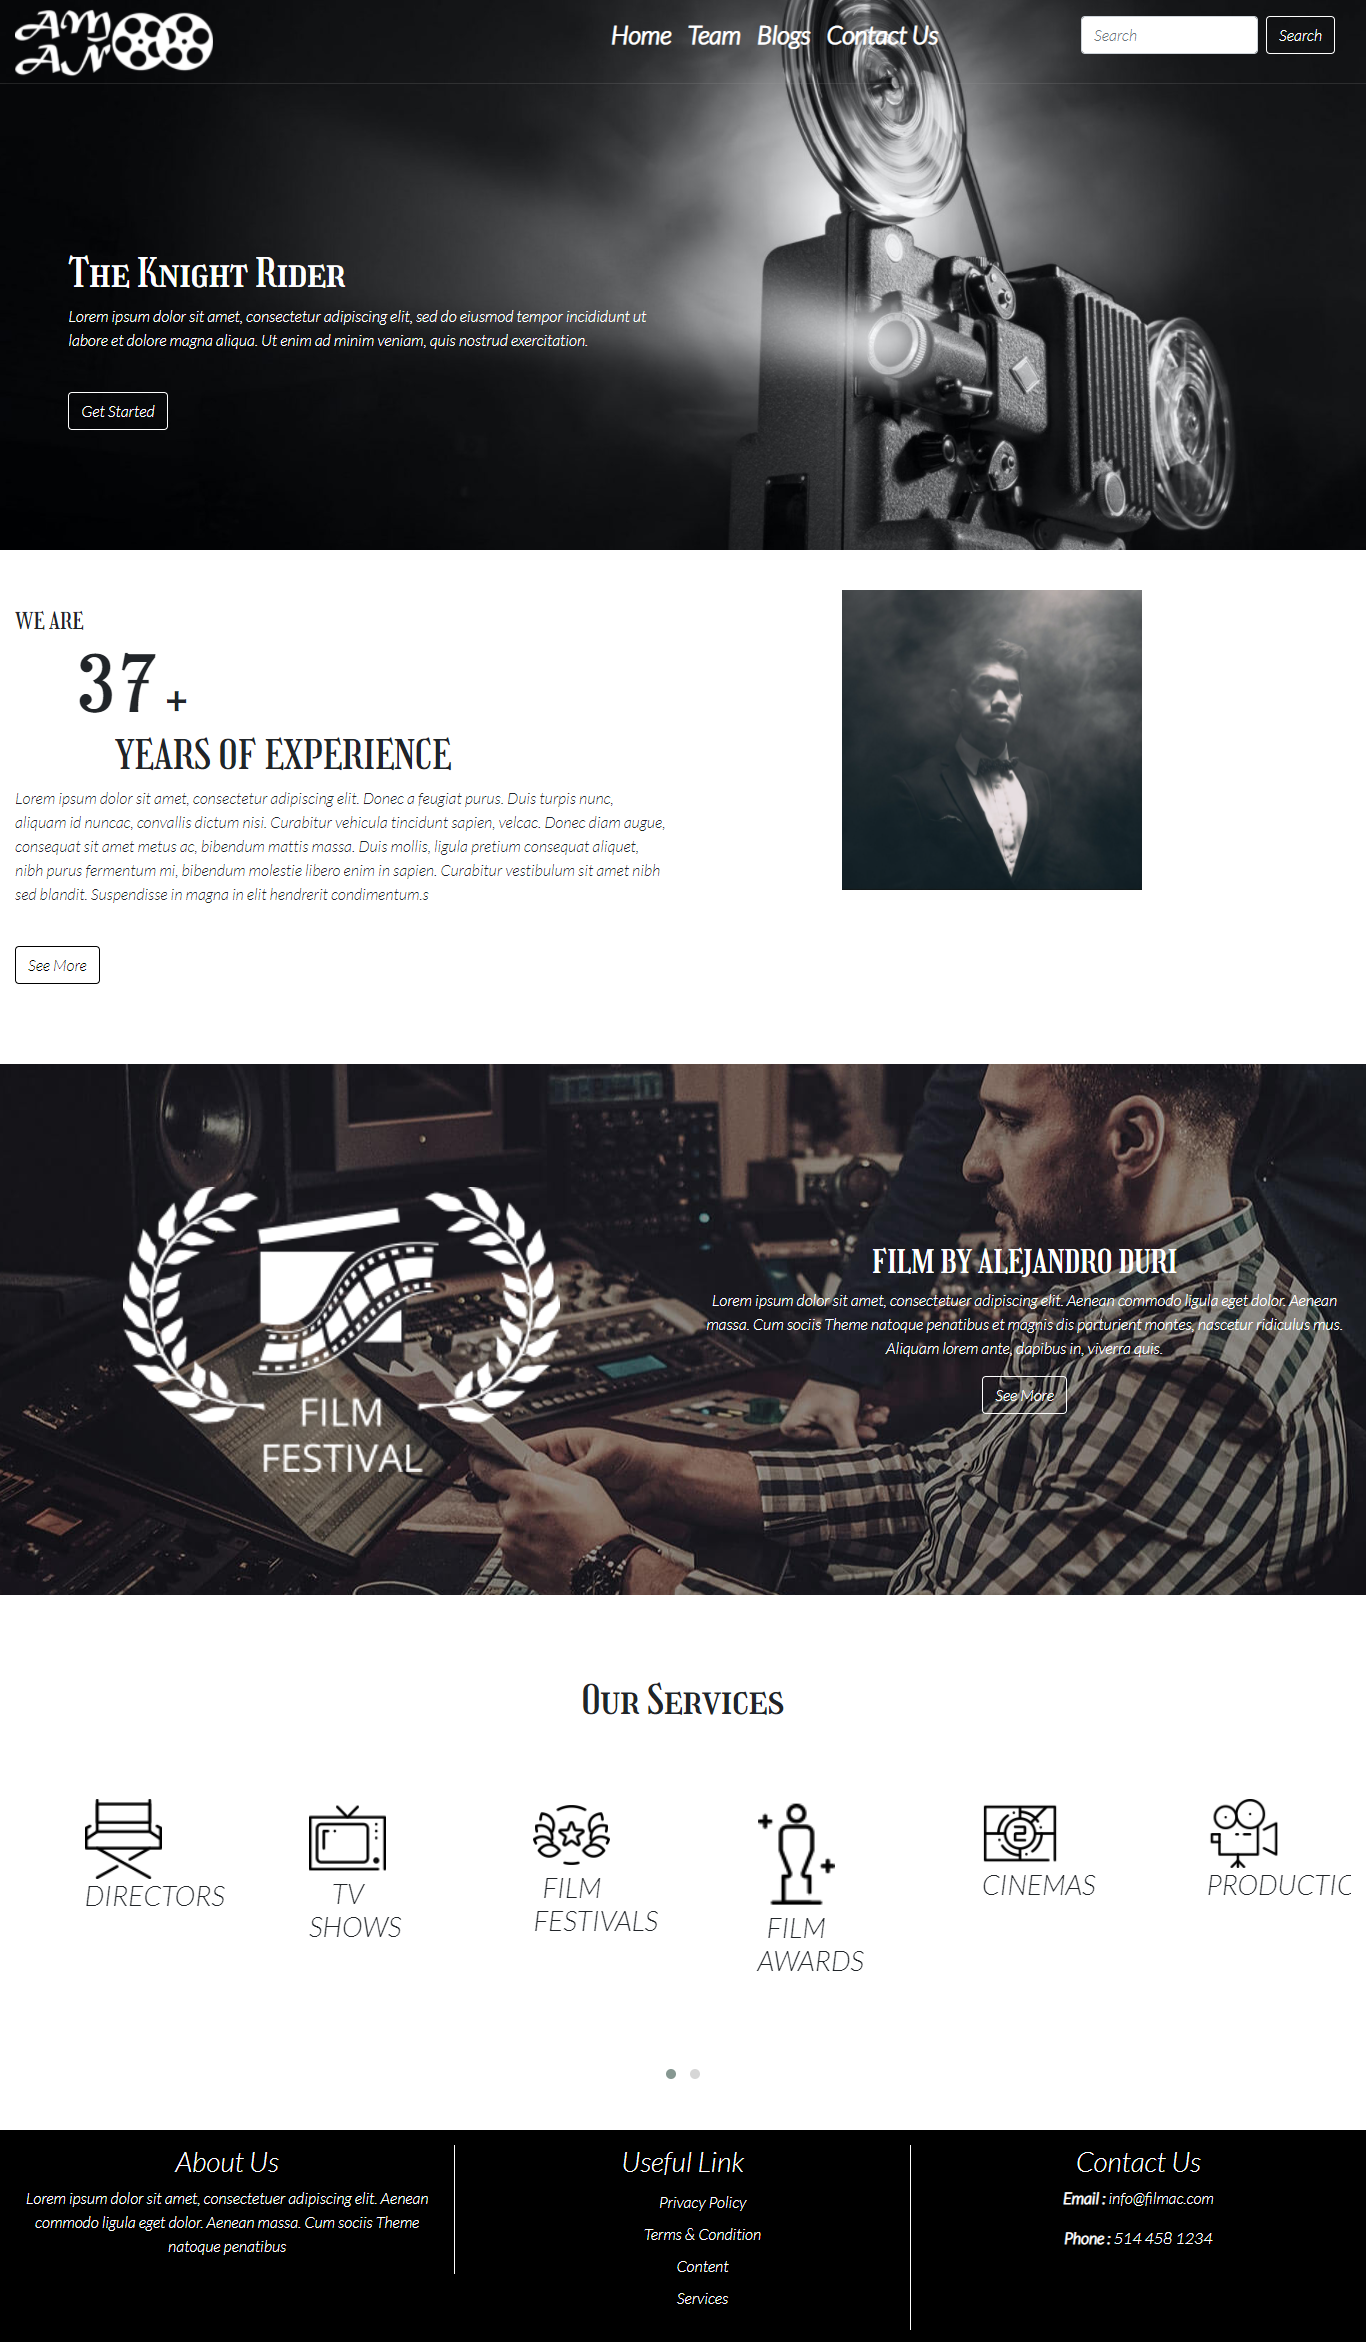 AM
AN
Home Team Blogs Contact Us
Search Search
The Knight Rider
Lorem ipsum dolor sit amet, consectetur adipiscing elit, sed do eiusmod tempor incididunt ut
labore et dolore magna aliqua. Ut enim ad minim veniam, quis nostrud exercitation.
Get Started
WE ARE
37+
YEARS OF EXPERIENCE
Lorem ipsum dolor sit amet, consectetur adipiscing elit. Donec a feugiat purus. Duis turpis nunc,
aliquam id nuncac, convallis dictum nisi. Curabitur vehicula tincidunt sapien, velcac. Donec diam augue,
consequat sit amet metus ac, bibendum mattis massa. Duis mollis, ligula pretium consequat aliquet,
nibh purus fermentum mi, bibendum molestie libero enim in sapien. Curabitur vestibulum sit amet nibh
sed blandit. Suspendisse in magna in elit hendrerit condimentum.s
See More
FILM
FESTIVAL
FILM BY ALEJANDRO DURI
Lorem ipsum dolor sit amet, consectetuer adipiscing elit. Aenean commodo ligula eget dolor. Aenean
massa. Cum sociis Theme natoque penatibus et magnis dis parturient montes, nascetur ridiculus mus.
Aliquam lorem ante, dapibus in, viverra quis.
See More
Our Services
DIRECTORS
TV
SHOWS
FILM
FESTIVALS
FILM
AWARDS
2
CINEMAS
PRODUCTIC
About Us
Lorem ipsum dolor sit amet, consectetuer adipiscing elit. Aenean
commodo ligula eget dolor. Aenean massa. Cum sociis Theme
natoque penatibus
Useful Link
Privacy Policy
Terms & Condition
Content
Services
Contact Us
Email : info@filmac.com
Phone : 514 458 1234